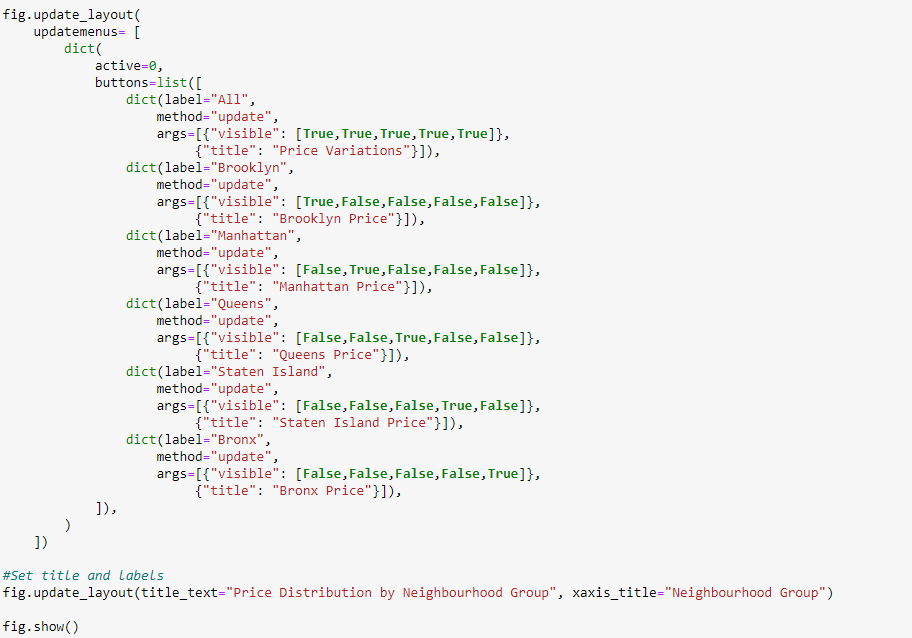 fig.update_layout(
    updatemenus= [
        dict(
            active=0,
            buttons=list([
                dict(label="All",
                    method="update",
                    args=[{"visible": [True,True,True,True,True]},
                         {"title": "Price Variations"}]),
                dict(label="Brooklyn",
                    method="update",
                    args=[{"visible": [True,False,False,False,False]},
                         {"title": "Brooklyn Price"}]),
                dict(label="Manhattan",
                    method="update",
                    args=[{"visible": [False,True,False,False,False]},
                         {"title": "Manhattan Price"}]),
                dict(label="Queens",
                    method="update",
                    args=[{"visible": [False,False,True,False,False]},
                         {"title": "Queens Price"}]),
                dict(label="Staten Island",
                    method="update",
                    args=[{"visible": [False,False,False,True,False]},
                         {"title": "Staten Island Price"}]),
                dict(label="Bronx",
                    method="update",
                    args=[{"visible": [False,False,False,False,True]},
                         {"title": "Bronx Price"}]),
            ]),
        )
    ])

#Set title and labels
fig.update_layout(title_text="Price Distribution by Neighbourhood Group", xaxis_title="Neighbourhood Group")

fig.show()